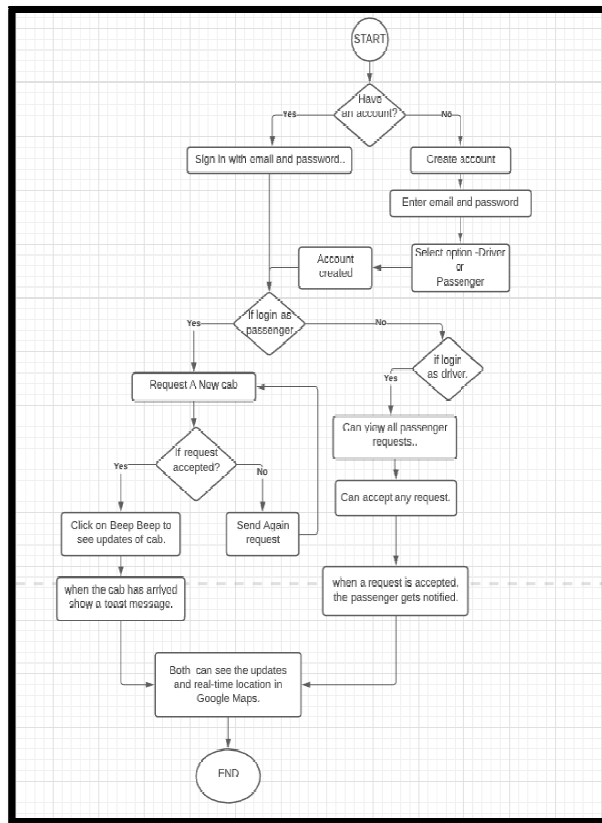 START
Have
an account?
Yes
No
Sign in with email and password..
Create account
Enter email and password
Account
created
Select option -Driver
or
Passenger
If login as
passenger
Yes
No
if login
as driver.
Yes
Request A New cab
Can view all passenger
requests..
If request
accepted?
Yes
No
Can accept any request.
Click on Beep Beep to
see updates of cab.
Send Again
request
when the cab has arrived
show a toast message.
when a request is accepted,
the passenger gets notified.
Both can see the updates
and real-time location in
Google Maps.
END